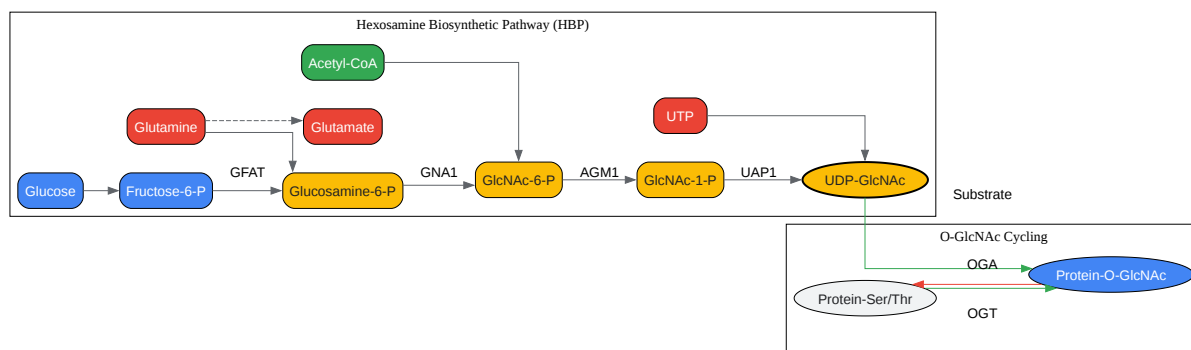 Hexosamine Biosynthetic Pathway (HBP)
Acetyl-CoA
Glutamine
Glutamate
UTP
Glucose
Fructose-6-P
GFAT
Glucosamine-6-P
GNA1
GlcNAc-6-P
AGM1
GlcNAc-1-P
UAP1
UDP-GlcNAc
Substrate
O-GlcNAc Cycling
OGA
Protein-O-GlcNAc
Protein-Ser/Thr
OGT